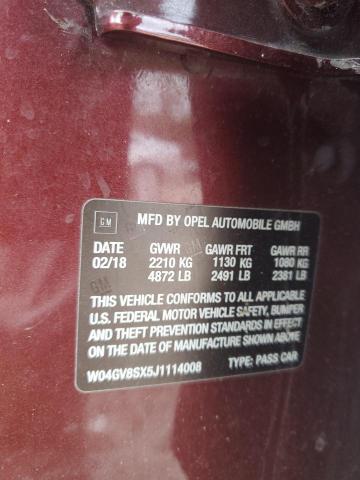 GM
MFD BY OPEL AUTOMOBILE GMBH
DATE GVWR GAWR FRT GAWR RR
02/18 2210 KG 1130 KG 1080 KG
4872 LB 2491 LB 2381 LB
THIS VEHICLE CONFORMS TO ALL APPLICABLE
U.S. FEDERAL MOTOR VEHICLE SAFETY, BUMPER
AND THEFT PREVENTION STANDARDS IN EFFECT
ON THE DATE OF MANUFACTURE SHOWN ABOVE
W04GV8SX5J1114008 TYPE: PASS CAR